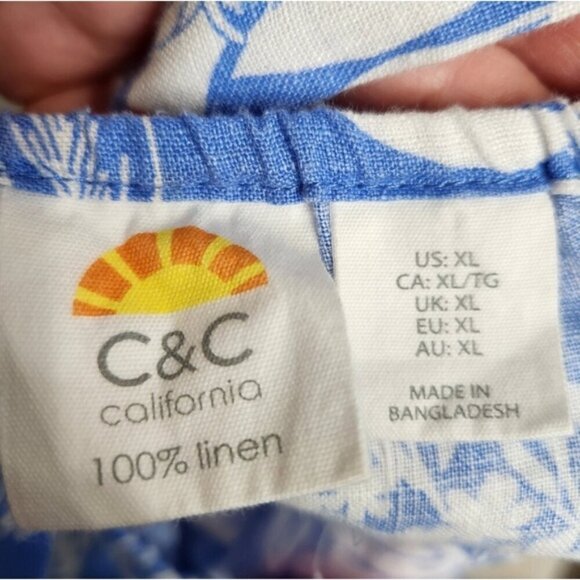 C&C
california
100% linen
US: XL
CA: XL/TG
UK: XL
EU: XL
AU: XL
MADE IN
BANGLADESH